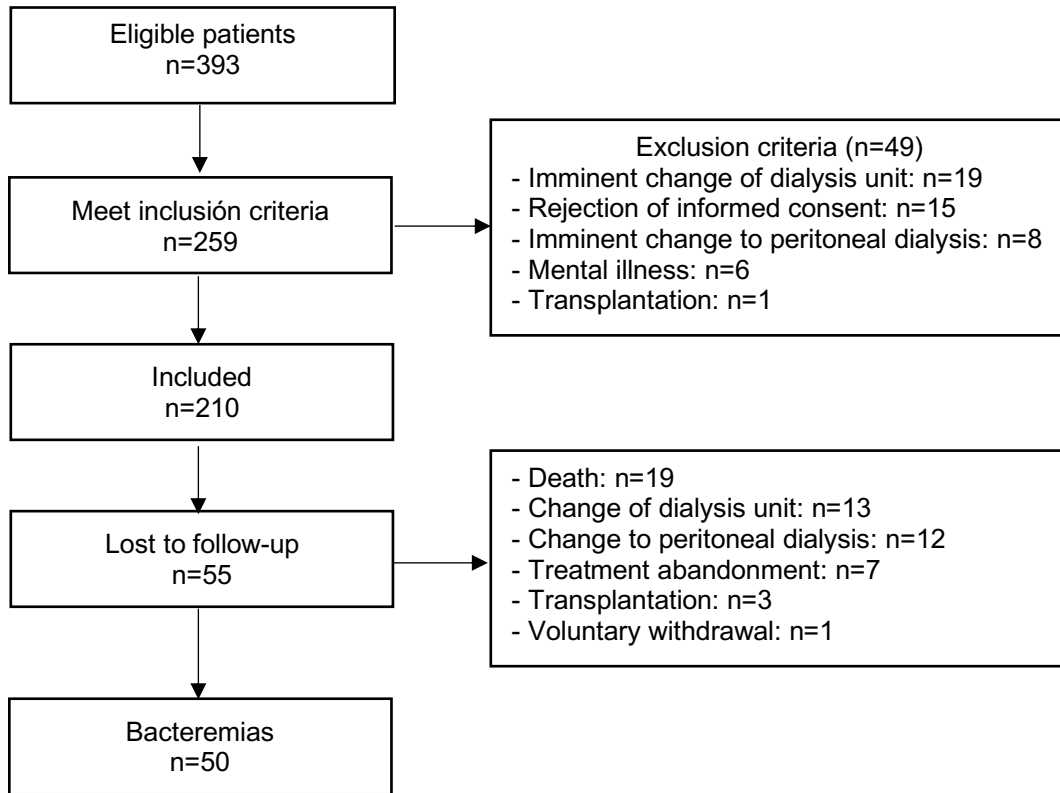 Eligible patients
n=393
Meet inclusión criteria
n=259
Exclusion criteria (n=49)
- Imminent change of dialysis unit: n=19
- Rejection of informed consent: n=15
- Imminent change to peritoneal dialysis: n=8
- Mental illness: n=6
- Transplantation: n=1
Included
n=210
Lost to follow-up
n=55
- Death: n=19
- Change of dialysis unit: n=13
- Change to peritoneal dialysis: n=12
- Treatment abandonment: n=7
- Transplantation: n=3
- Voluntary withdrawal: n=1
Bacteremias
n=50